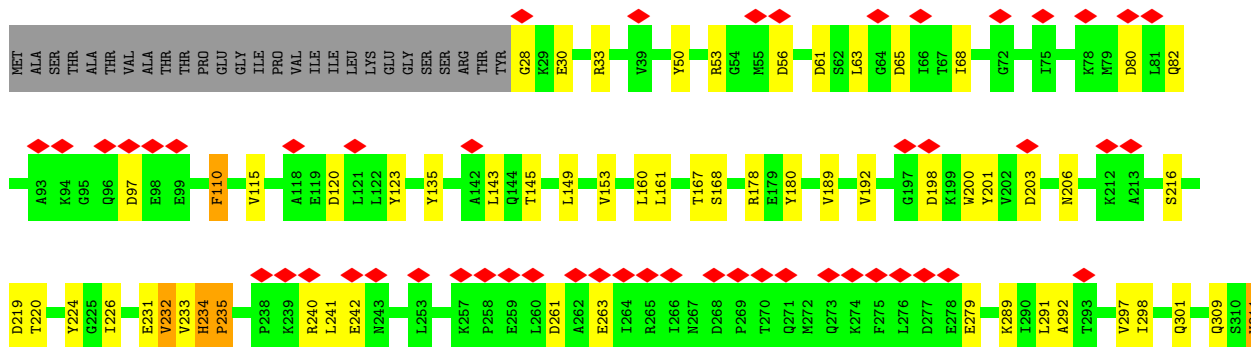 MET ALA SER THR ALA THR VAL ALA THR THR PRO GLU GLY ILE PRO VAL ILE ILE LEU LYS GLU GLY SER SER ARG THR TYR G28 K29 E30 R33 V39 Y50 R53 G54 M55 D56 D61 S62 L63 G64 D65 I66 T67 I68 G72 I75 K78 M79 D80 L81 Q82
A93 K94 G95 Q96 D97 E98 E99 F110 V115 A118 E119 D120 L121 L122 Y123 Y135 A142 L143 Q144 T145 L149 V153 L160 L161 T167 S168 R178 E179 Y180 V189 V192 G197 D198 K199 W200 Y201 V202 D203 N206 K212 A213 S216
D219 T220 Y224 G225 I226 E231 V232 V233 H234 P235 P238 K239 R240 L241 E242 N243 L253 K257 P258 E259 L260 D261 A262 E263 I264 R265 I266 N267 D268 P269 T270 Q271 M272 Q273 K274 F275 L276 D277 E278 E279 K289 I290 L291 A292 T293 V297 I298 Q301 Q309 S310